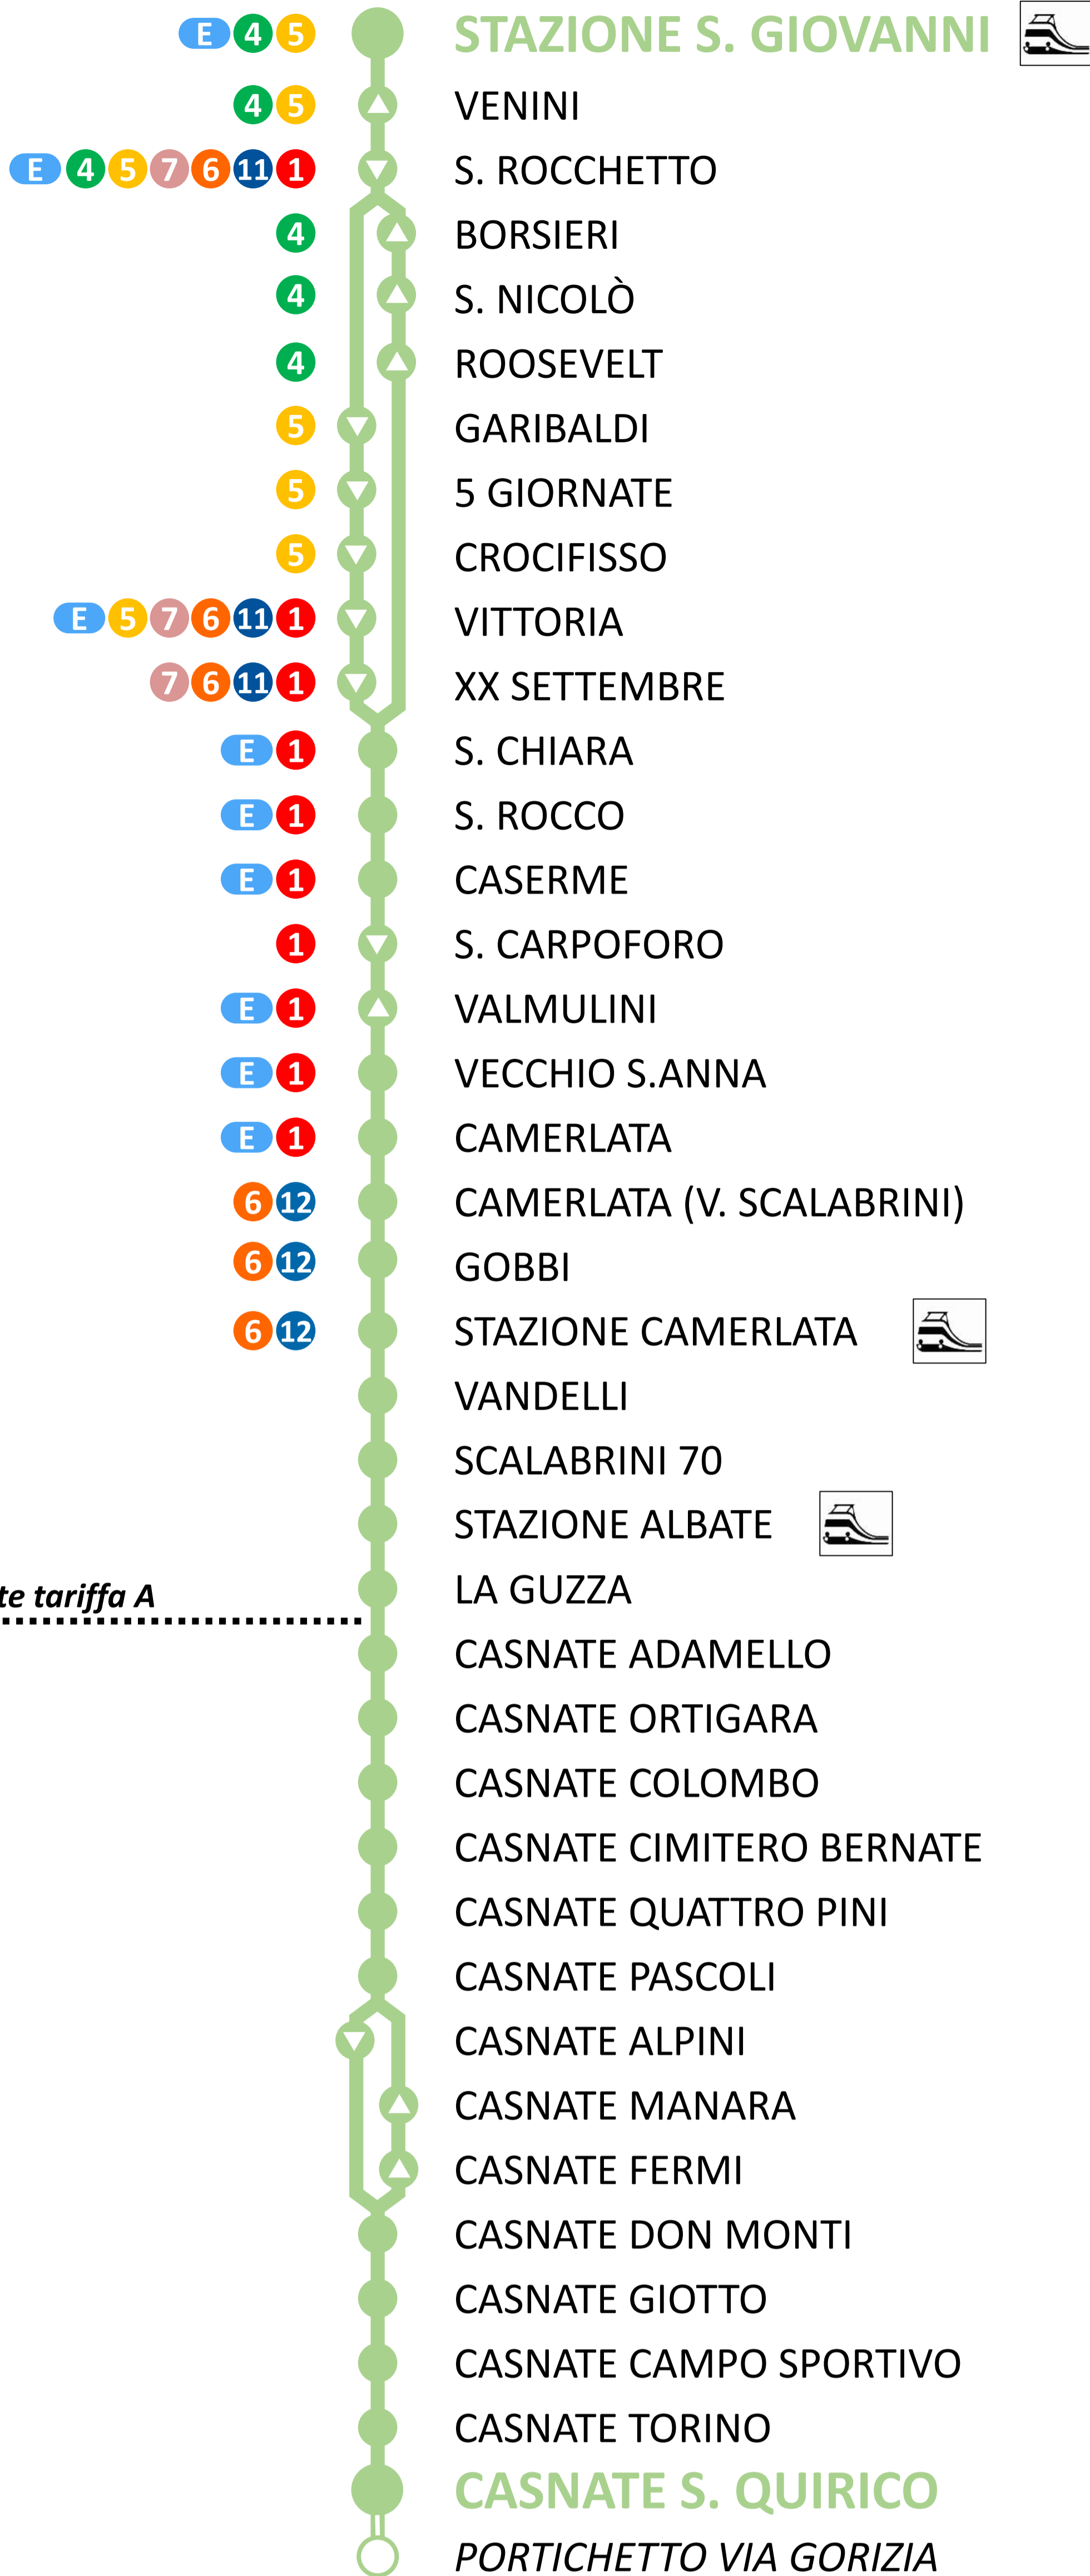 E 4 5 STAZIONE S. GIOVANNI
4 5 VENINI
E 4 5 7 6 11 1 S. ROCCHETTO
4 BORSIERI
4 S. NICOLÒ
4 ROOSEVELT
5 GARIBALDI
5 5 GIORNATE
5 CROCIFISSO
E 5 7 6 11 1 VITTORIA
7 6 11 1 XX SETTEMBRE
E 1 S. CHIARA
E 1 S. ROCCO
E 1 CASERME
1 S. CARPOFORO
E 1 VALMULINI
E 1 VECCHIO S.ANNA
E 1 CAMERLATA
6 12 CAMERLATA (V. SCALABRINI)
6 12 GOBBI
6 12 STAZIONE CAMERLATA
VANDELLI
SCALABRINI 70
STAZIONE ALBATE
LA GUZZA
te tariffa A
CASNATE ADAMELLO
CASNATE ORTIGARA
CASNATE COLOMBO
CASNATE CIMITERO BERNATE
CASNATE QUATTRO PINI
CASNATE PASCOLI
CASNATE ALPINI
CASNATE MANARA
CASNATE FERMI
CASNATE DON MONTI
CASNATE GIOTTO
CASNATE CAMPO SPORTIVO
CASNATE TORINO
CASNATE S. QUIRICO
PORTICHETTO VIA GORIZIA